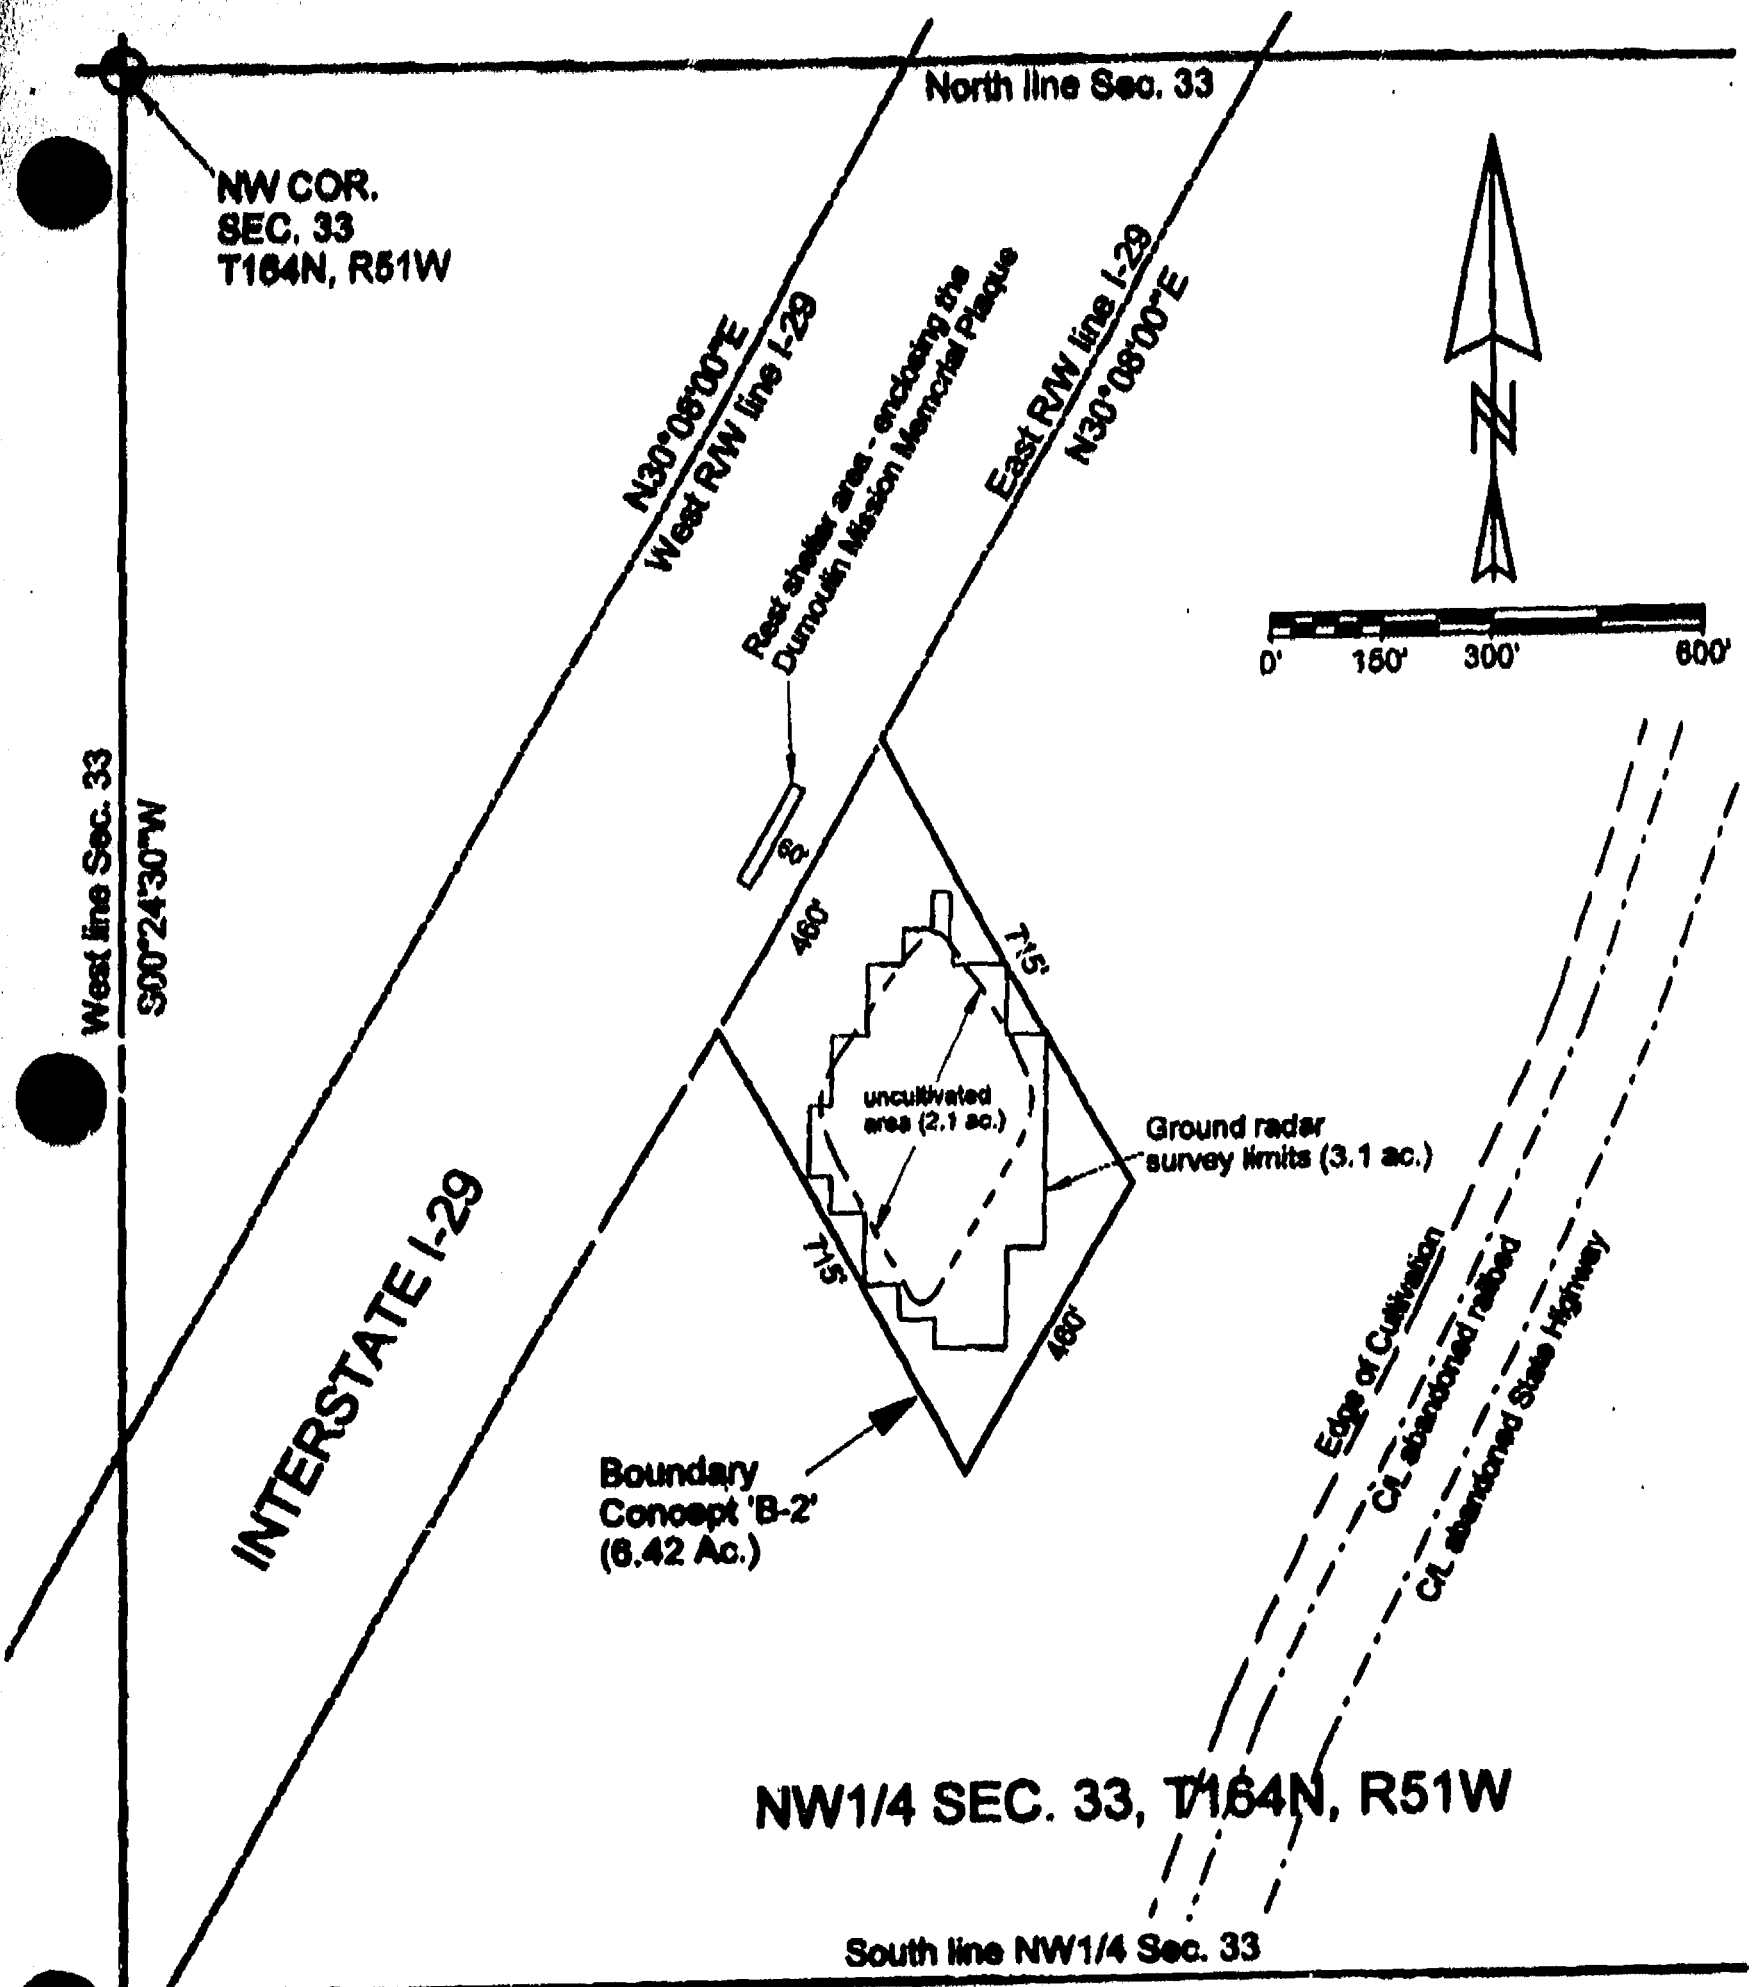 North line Sec. 33
NW COR.
SEC. 33
T164N, R51W
N30°08'00"E
West R/W line I-29
Rest shelter area - enclosing the
Dumoulin Mission Memorial Plaque
East R/W line I-29
N30°08'00"E
N
0' 150' 300' 600'
West line Sec. 33
S00°24'30"W
60'
460'
715'
uncultivated
area (2.1 ac.)
Ground radar
survey limits (3.1 ac.)
715'
460'
INTERSTATE I-29
Boundary
Concept 'B-2'
(6.42 Ac.)
Edge of Cultivation
C/L abandoned railbed
C/L abandoned State Highway
NW1/4 SEC. 33, T164N, R51W
South line NW1/4 Sec. 33